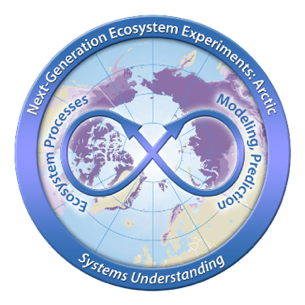 Next-Generation Ecosystem Experiments: Arctic
Ecosystem Processes
Modeling, Prediction
Systems Understanding